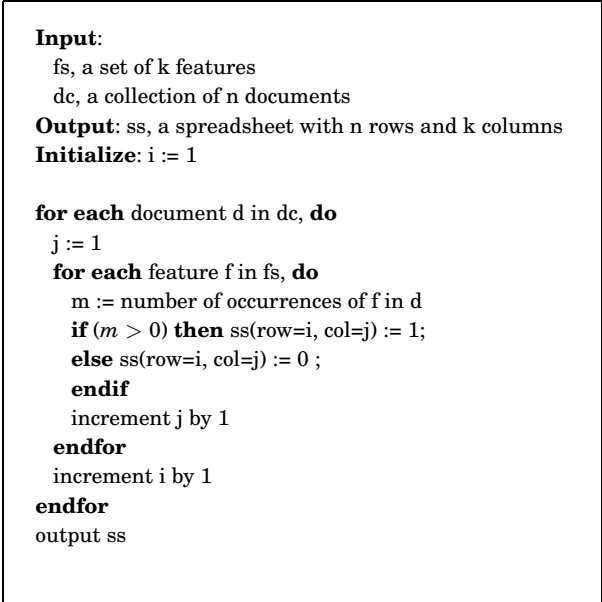 Input:
fs, a set of k features
dc, a collection of n documents
Output: ss, a spreadsheet with n rows and k columns
Initialize: i := 1
for each document d in dc, do
j := 1
for each feature f in fs, do
m := number of occurrences of f in d
if (m > 0) then ss(row=i, col=j) := 1;
else ss(row=i, col=j) := 0 ;
endif
increment j by 1
endfor
increment i by 1
endfor
output ss